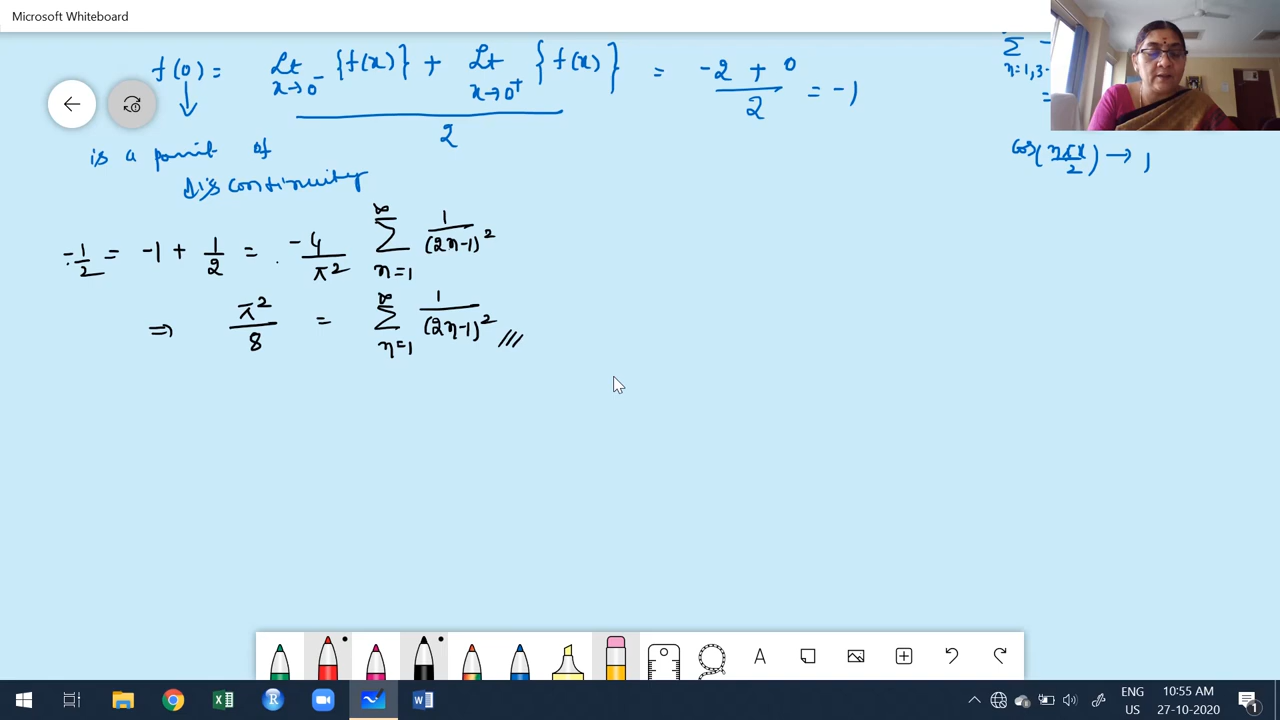 Microsoft Whiteboard
f(0) = Lt x→0⁻ {f(x)} + Lt x→0⁺ {f(x)} / 2 = -2 + 0 / 2 = -1
is a point of
discontinuity
∑ n=1,3-
=
cos(nπx/2) → 1
-1/2 = -1 + 1/2 = -4/π² ∑ n=1 ∞ 1/(2n-1)²
⇒ π²/8 = ∑ n=1 ∞ 1/(2n-1)² ///
A
ENG
US
10:55 AM
27-10-2020
1